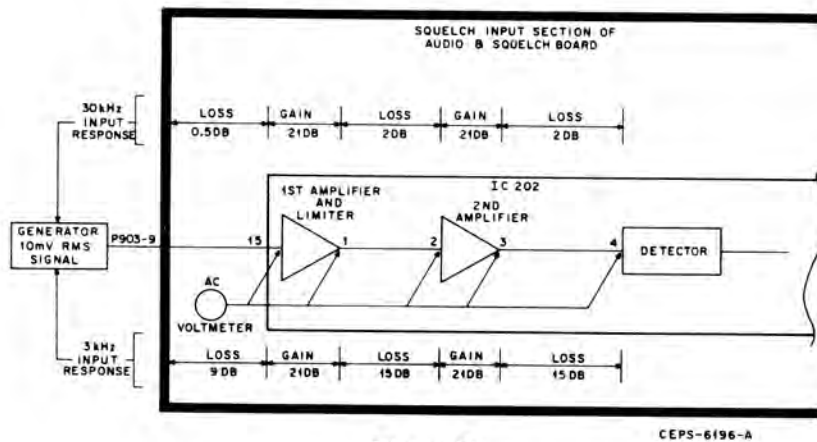 SQUELCH INPUT SECTION OF
AUDIO & SQUELCH BOARD
30kHz
INPUT
RESPONSE
LOSS
0.5DB
GAIN
21DB
LOSS
2DB
GAIN
21DB
LOSS
2DB
IC 202
1ST AMPLIFIER
AND
LIMITER
2ND
AMPLIFIER
GENERATOR
10mV RMS
SIGNAL
P903-9
15
1
2
3
4
DETECTOR
AC
VOLTMETER
3kHz
INPUT
RESPONSE
LOSS
9DB
GAIN
21DB
LOSS
15DB
GAIN
21DB
LOSS
15DB
CEPS-6196-A